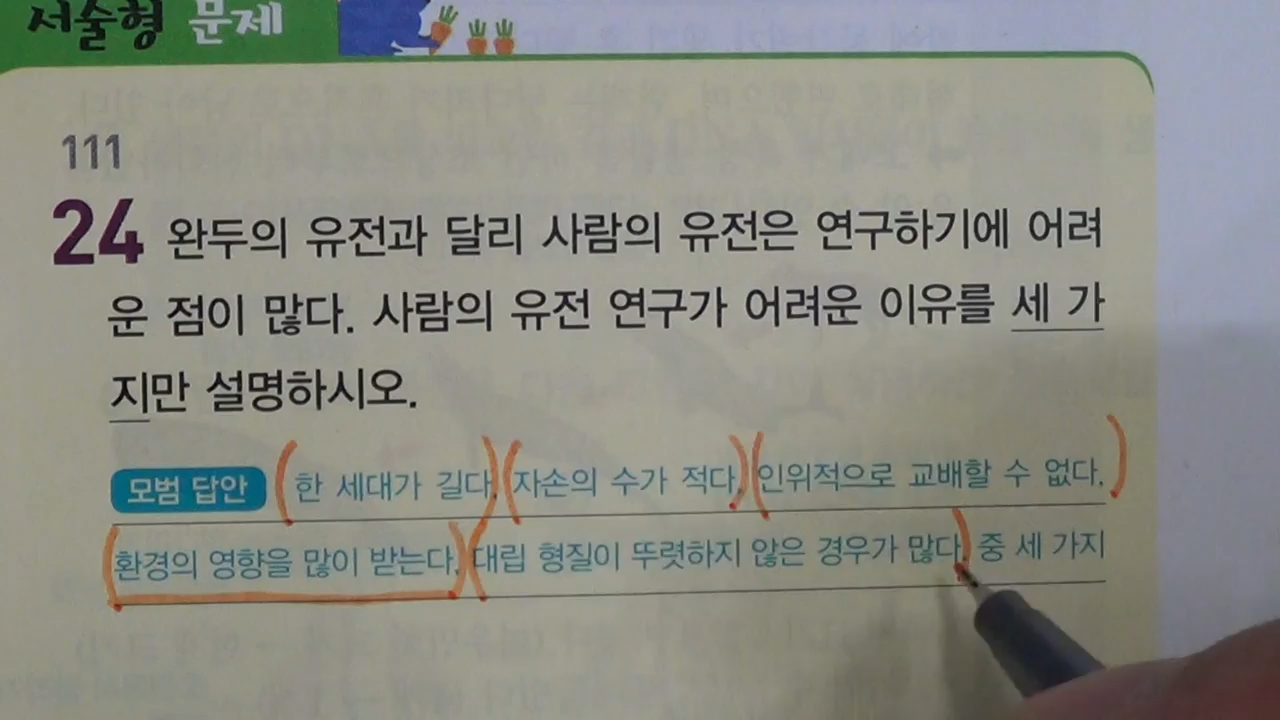 서술형 문제
111
24 완두의 유전과 달리 사람의 유전은 연구하기에 어려
운 점이 많다. 사람의 유전 연구가 어려운 이유를 세 가
지만 설명하시오.
모범 답안 한 세대가 길다, 자손의 수가 적다, 인위적으로 교배할 수 없다,
환경의 영향을 많이 받는다, 대립 형질이 뚜렷하지 않은 경우가 많다, 중 세 가지